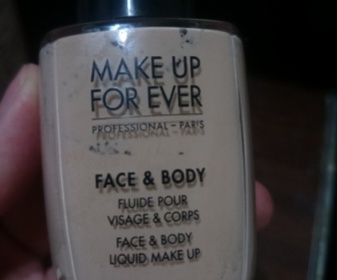 MAKE UP
FOR EVER
PROFESSIONAL – PARIS
FACE & BODY
FLUIDE POUR
VISAGE & CORPS
FACE & BODY
LIQUID MAKE UP